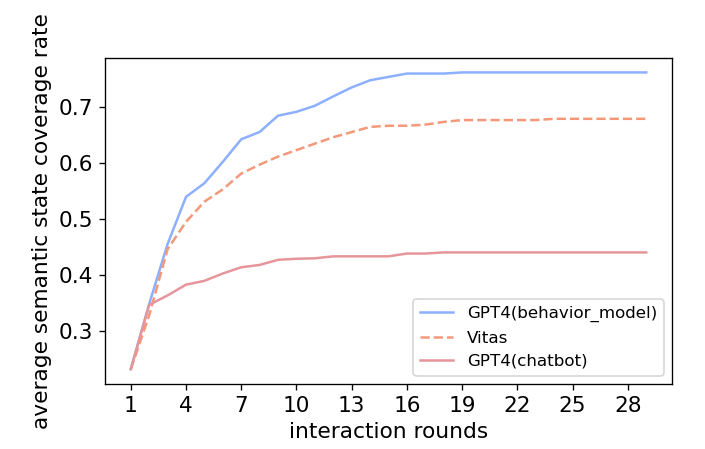 average semantic state coverage rate
0.7
0.6
0.5
0.4
0.3
GPT4(behavior_model)
Vitas
GPT4(chatbot)
1 4 7 10 13 16 19 22 25 28
interaction rounds